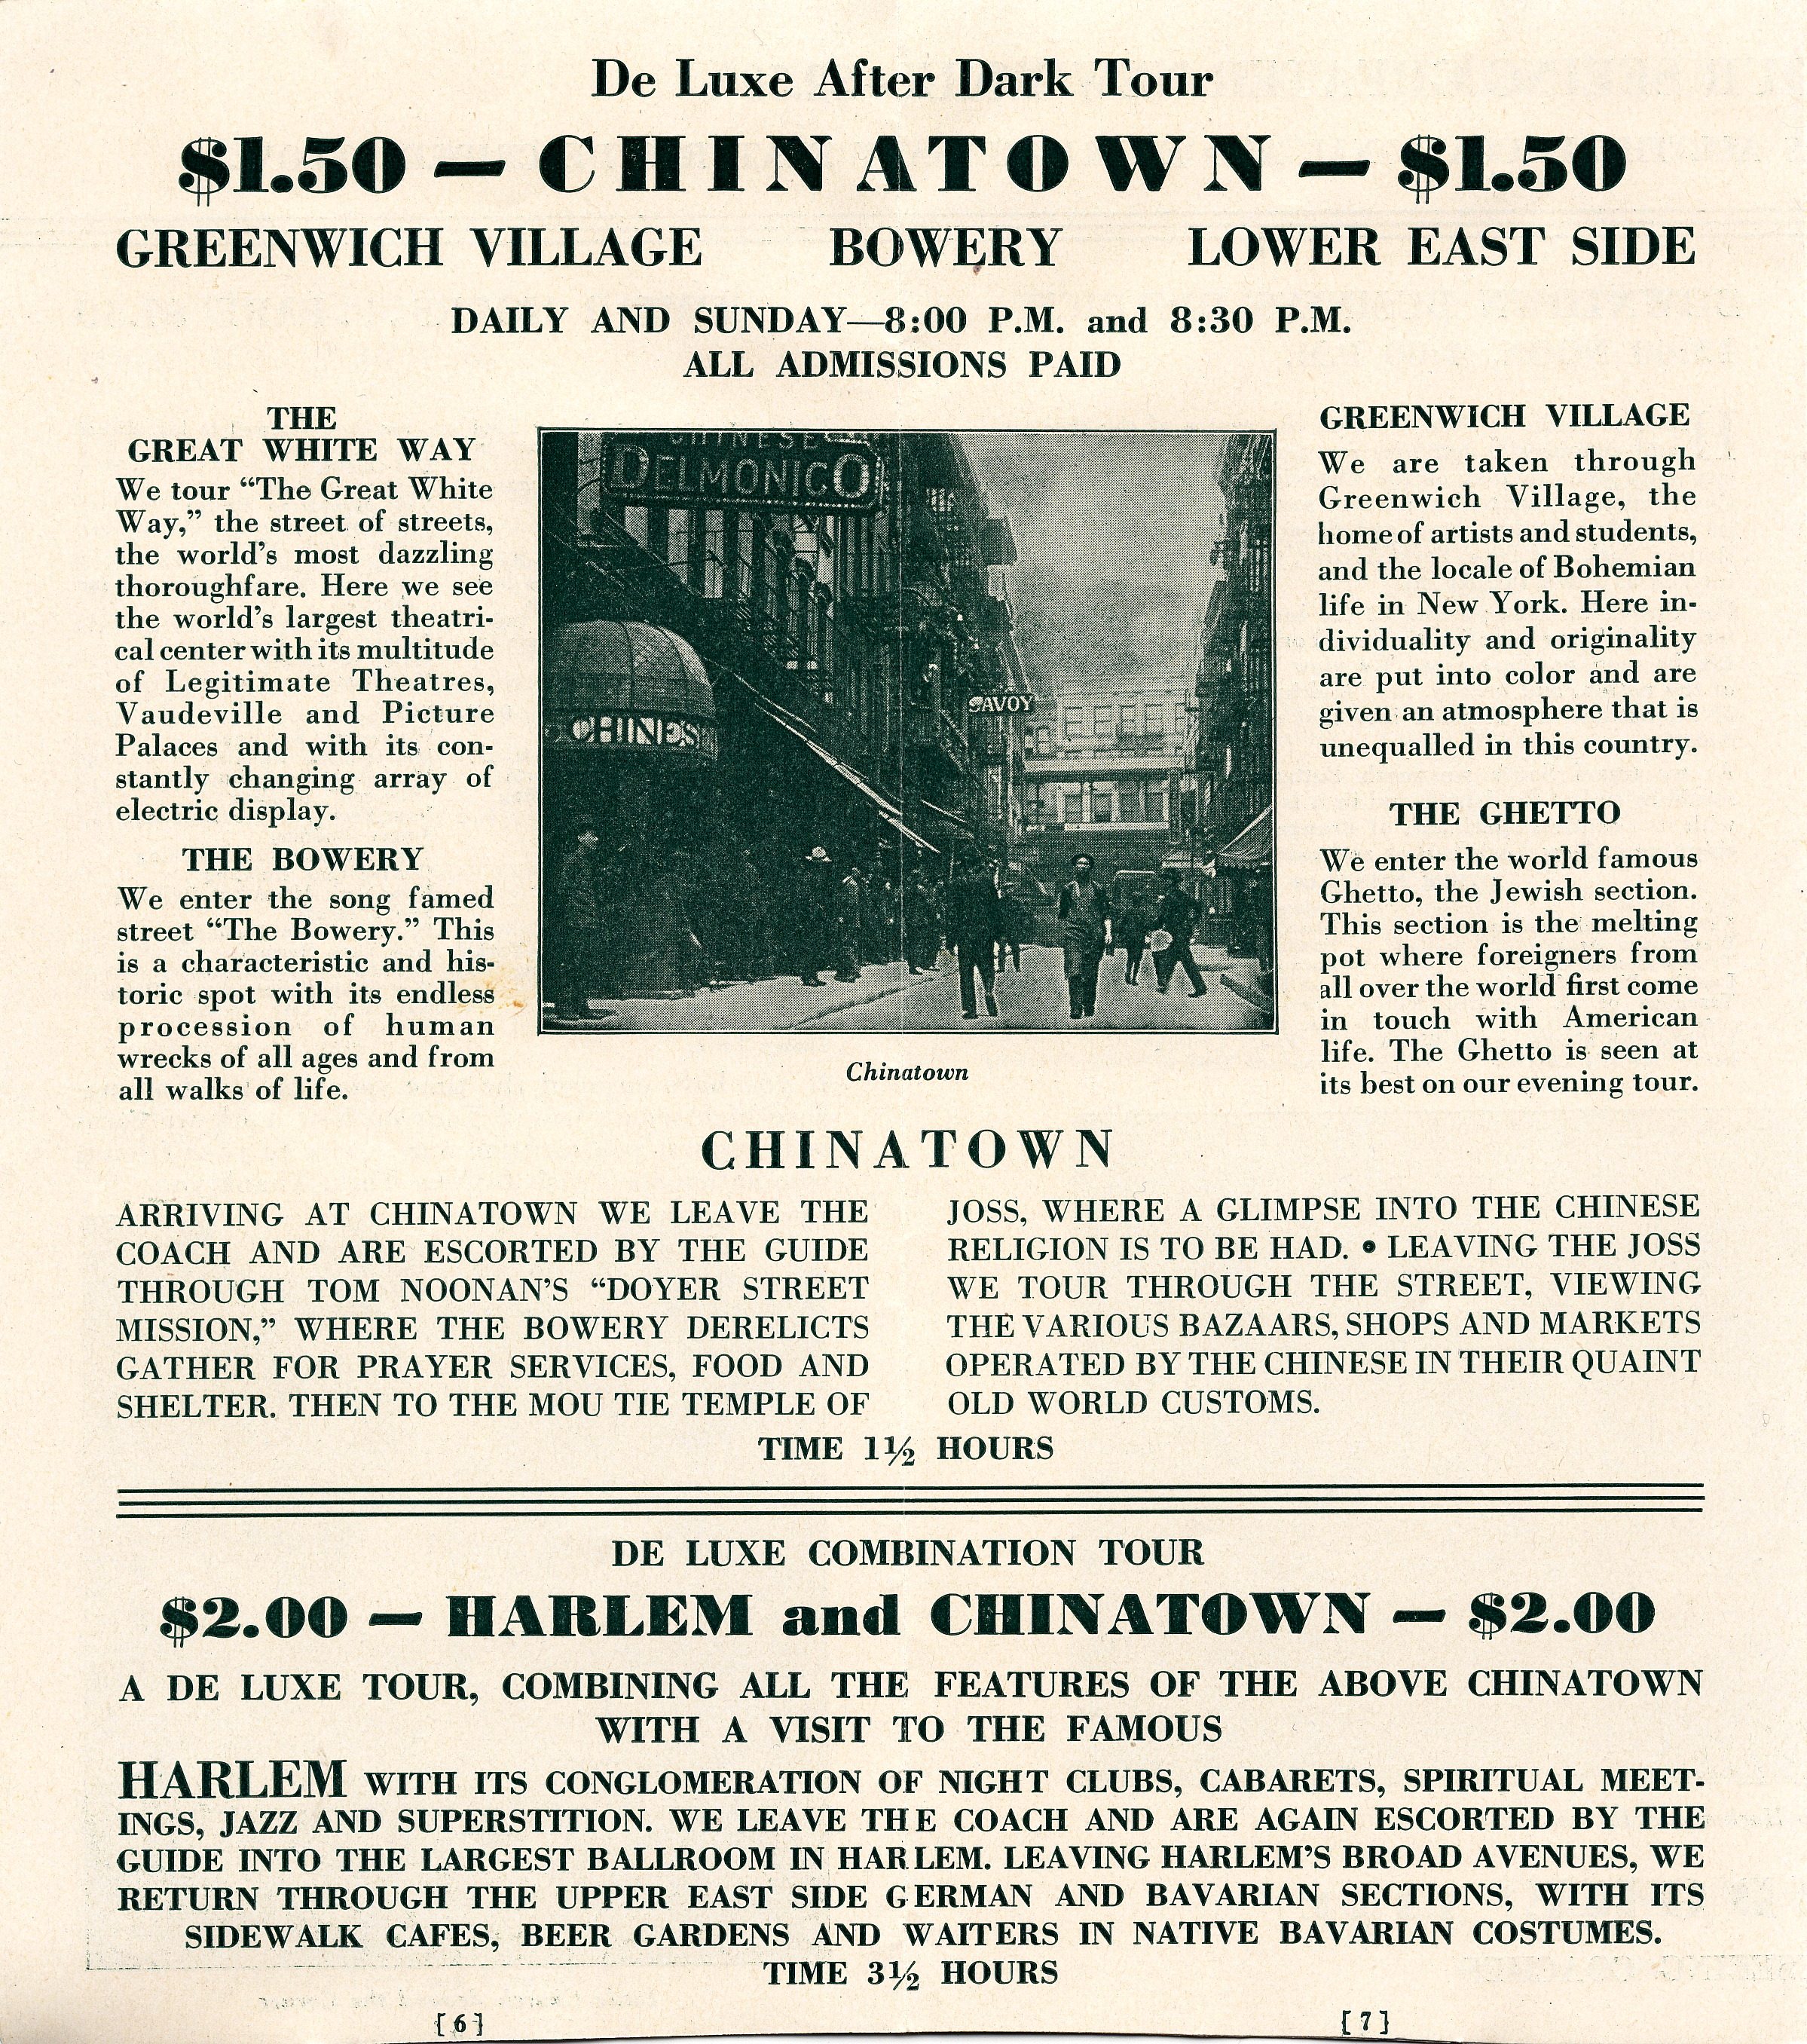 De Luxe After Dark Tour
$1.50 — CHINATOWN — $1.50
GREENWICH VILLAGE BOWERY LOWER EAST SIDE
DAILY AND SUNDAY—8:00 P.M. and 8:30 P.M.
ALL ADMISSIONS PAID
THE
GREAT WHITE WAY
We tour “The Great White
Way,” the street of streets,
the world’s most dazzling
thoroughfare. Here we see
the world’s largest theatri-
cal center with its multitude
of Legitimate Theatres,
Vaudeville and Picture
Palaces and with its con-
stantly changing array of
electric display.
THE BOWERY
We enter the song famed
street “The Bowery.” This
is a characteristic and his-
toric spot with its endless
procession of human
wrecks of all ages and from
all walks of life.
CHINESE
DELMONICO
CHINES
SAVOY
Chinatown
GREENWICH VILLAGE
We are taken through
Greenwich Village, the
home of artists and students,
and the locale of Bohemian
life in New York. Here in-
dividuality and originality
are put into color and are
given an atmosphere that is
unequalled in this country.
THE GHETTO
We enter the world famous
Ghetto, the Jewish section.
This section is the melting
pot where foreigners from
all over the world first come
in touch with American
life. The Ghetto is seen at
its best on our evening tour.
CHINATOWN
ARRIVING AT CHINATOWN WE LEAVE THE
COACH AND ARE ESCORTED BY THE GUIDE
THROUGH TOM NOONAN’S “DOYER STREET
MISSION,” WHERE THE BOWERY DERELICTS
GATHER FOR PRAYER SERVICES, FOOD AND
SHELTER. THEN TO THE MOU TIE TEMPLE OF
JOSS, WHERE A GLIMPSE INTO THE CHINESE
RELIGION IS TO BE HAD. • LEAVING THE JOSS
WE TOUR THROUGH THE STREET, VIEWING
THE VARIOUS BAZAARS, SHOPS AND MARKETS
OPERATED BY THE CHINESE IN THEIR QUAINT
OLD WORLD CUSTOMS.
TIME 1½ HOURS
DE LUXE COMBINATION TOUR
$2.00 — HARLEM and CHINATOWN — $2.00
A DE LUXE TOUR, COMBINING ALL THE FEATURES OF THE ABOVE CHINATOWN
WITH A VISIT TO THE FAMOUS
HARLEM WITH ITS CONGLOMERATION OF NIGHT CLUBS, CABARETS, SPIRITUAL MEET-
INGS, JAZZ AND SUPERSTITION. WE LEAVE THE COACH AND ARE AGAIN ESCORTED BY THE
GUIDE INTO THE LARGEST BALLROOM IN HARLEM. LEAVING HARLEM’S BROAD AVENUES, WE
RETURN THROUGH THE UPPER EAST SIDE GERMAN AND BAVARIAN SECTIONS, WITH ITS
SIDEWALK CAFES, BEER GARDENS AND WAITERS IN NATIVE BAVARIAN COSTUMES.
TIME 3½ HOURS
[ 6 ] [ 7 ]